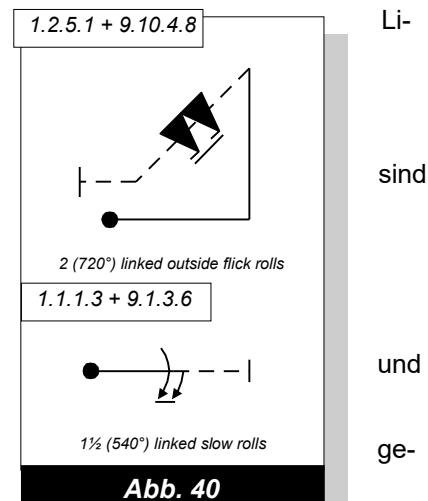 1.2.5.1 + 9.10.4.8
Li-
sind
2 (720°) linked outside flick rolls
1.1.1.3 + 9.1.3.6
und
1½ (540°) linked slow rolls
ge-
Abb. 40